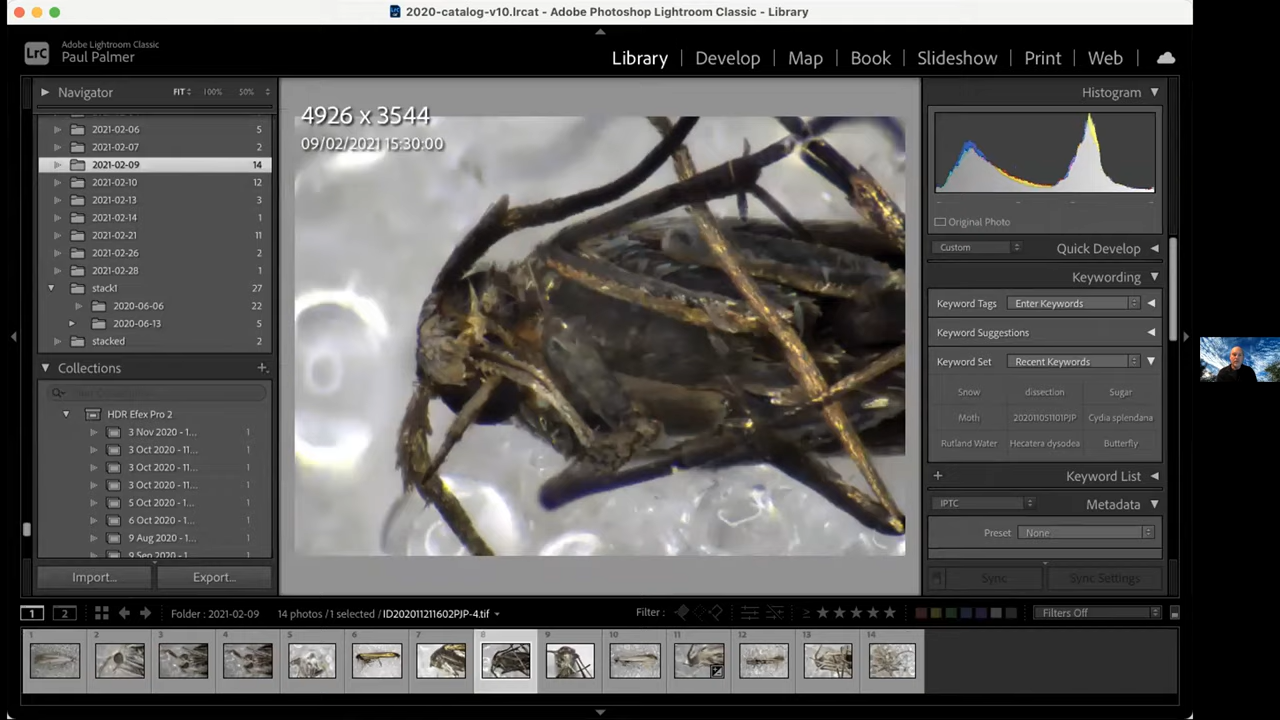 2020-catalog-v10.lrcat - Adobe Photoshop Lightroom Classic - Library
LrC
Adobe Lightroom Classic
Paul Palmer
Library | Develop | Map | Book | Slideshow | Print | Web
Navigator FIT 100% 50%
2021-02-06 5
2021-02-07 2
2021-02-09 14
2021-02-10 12
2021-02-13 3
2021-02-14 1
2021-02-21 11
2021-02-26 2
2021-02-28 1
stack1 27
2020-06-06 22
2020-06-13 5
stacked 2
Collections
HDR Efex Pro 2
3 Nov 2020 - 1... 1
3 Oct 2020 - 11... 1
3 Oct 2020 - 11... 1
3 Oct 2020 - 11... 1
5 Oct 2020 - 1... 1
6 Oct 2020 - 1... 1
9 Aug 2020 - 1... 1
9 Sep 2020 - 1... 1
Import... Export...
4926 x 3544
09/02/2021 15:30:00
Histogram
Original Photo
Custom Quick Develop
Keywording
Keyword Tags Enter Keywords
Keyword Suggestions
Keyword Set Recent Keywords
Snow dissection Sugar
Moth 202011051101PJP Cydia splendana
Rutland Water Hecatera dysodea Butterfly
Keyword List
IPTC Metadata
Preset None
Sync Sync Settings
1 2 Folder : 2021-02-09 14 photos / 1 selected / ID202011211602PJP-4.tif Filter : Filters Off
1 2 3 4 5 6 7 8 9 10 11 12 13 14